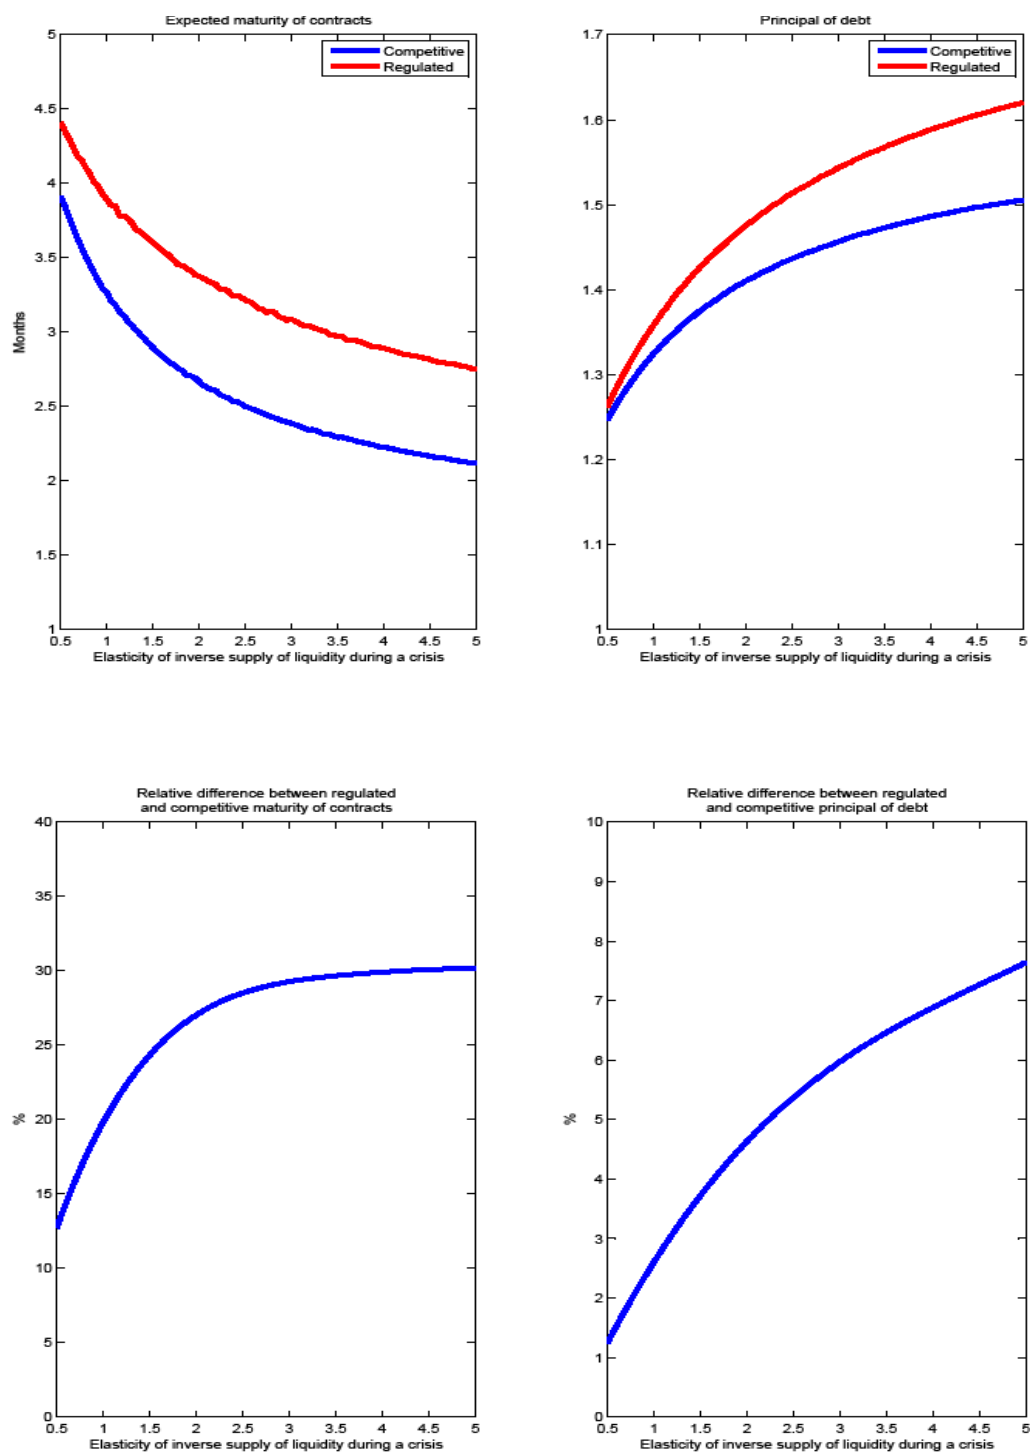 Expected maturity of contracts
5
4.5
4
3.5
3
2.5
2
1.5
1
Months
Competitive
Regulated
0.5 1 1.5 2 2.5 3 3.5 4 4.5 5
Elasticity of inverse supply of liquidity during a crisis
Principal of debt
1.7
1.6
1.5
1.4
1.3
1.2
1.1
1
Competitive
Regulated
0.5 1 1.5 2 2.5 3 3.5 4 4.5 5
Elasticity of inverse supply of liquidity during a crisis
Relative difference between regulated
and competitive maturity of contracts
40
35
30
25
20
15
10
5
0
%
0.5 1 1.5 2 2.5 3 3.5 4 4.5 5
Elasticity of inverse supply of liquidity during a crisis
Relative difference between regulated
and competitive principal of debt
10
9
8
7
6
5
4
3
2
1
0
%
0.5 1 1.5 2 2.5 3 3.5 4 4.5 5
Elasticity of inverse supply of liquidity during a crisis